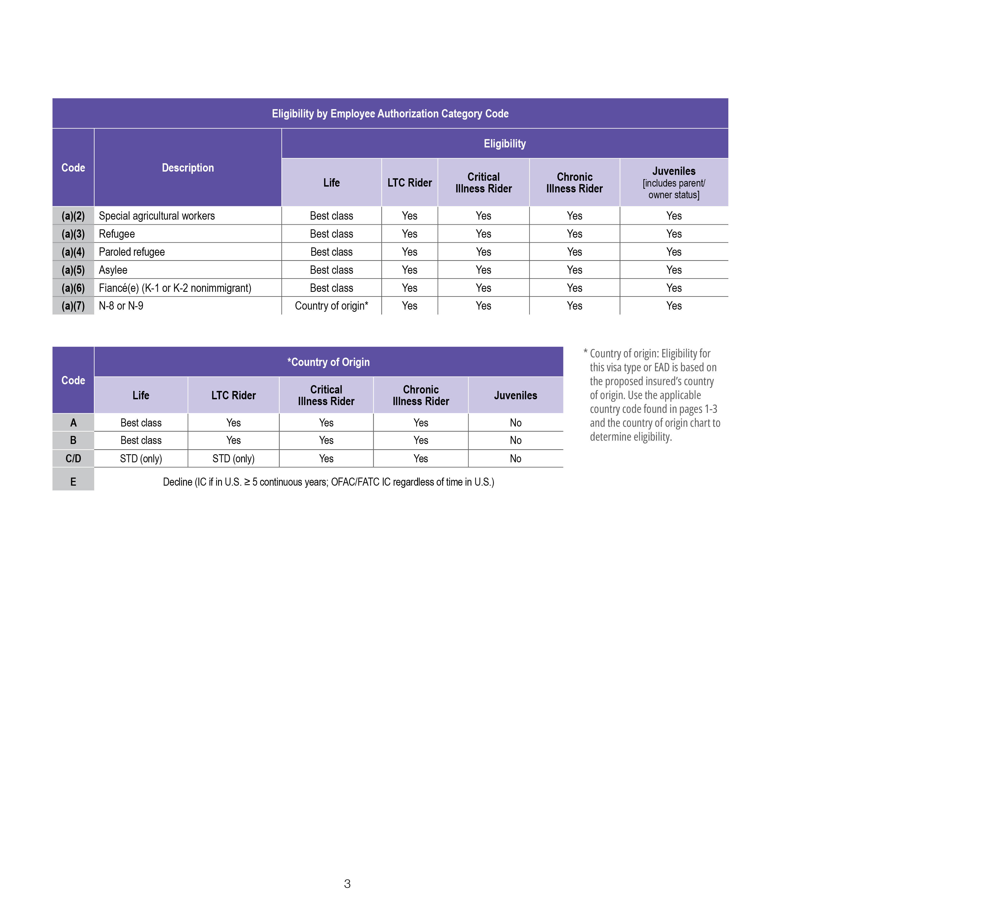 Eligibility by Employee Authorization Category Code
Code Description Eligibility
Life LTC Rider Critical Illness Rider Chronic Illness Rider Juveniles [includes parent/ owner status]
(a)(2) Special agricultural workers Best class Yes Yes Yes Yes
(a)(3) Refugee Best class Yes Yes Yes Yes
(a)(4) Paroled refugee Best class Yes Yes Yes Yes
(a)(5) Asylee Best class Yes Yes Yes Yes
(a)(6) Fiancé(e) (K-1 or K-2 nonimmigrant) Best class Yes Yes Yes Yes
(a)(7) N-8 or N-9 Country of origin* Yes Yes Yes Yes
Code *Country of Origin
Life LTC Rider Critical Illness Rider Chronic Illness Rider Juveniles
A Best class Yes Yes Yes No
B Best class Yes Yes Yes No
C/D STD (only) STD (only) Yes Yes No
E Decline (IC if in U.S. ≥ 5 continuous years; OFAC/FATC IC regardless of time in U.S.)
* Country of origin: Eligibility for
this visa type or EAD is based on
the proposed insured’s country
of origin. Use the applicable
country code found in pages 1-3
and the country of origin chart to
determine eligibility.
3